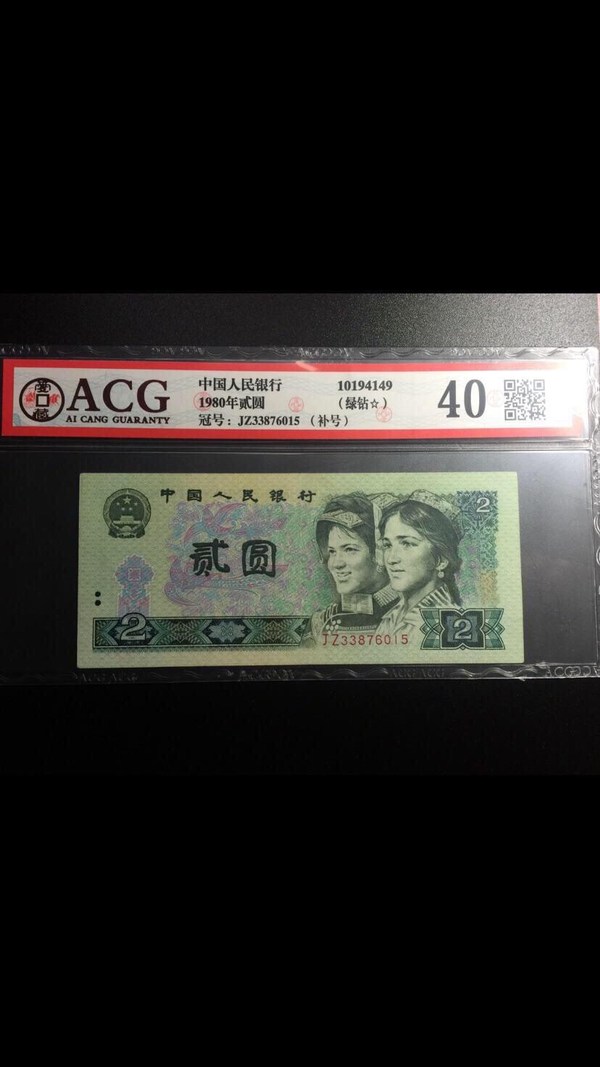 ACG
AI CANG GUARANTY
中国人民银行 10194149
1980年贰圆 （绿钻☆）
冠号：JZ33876015（补号）
40
中国人民银行
贰圆
2
2
2
JZ33876015